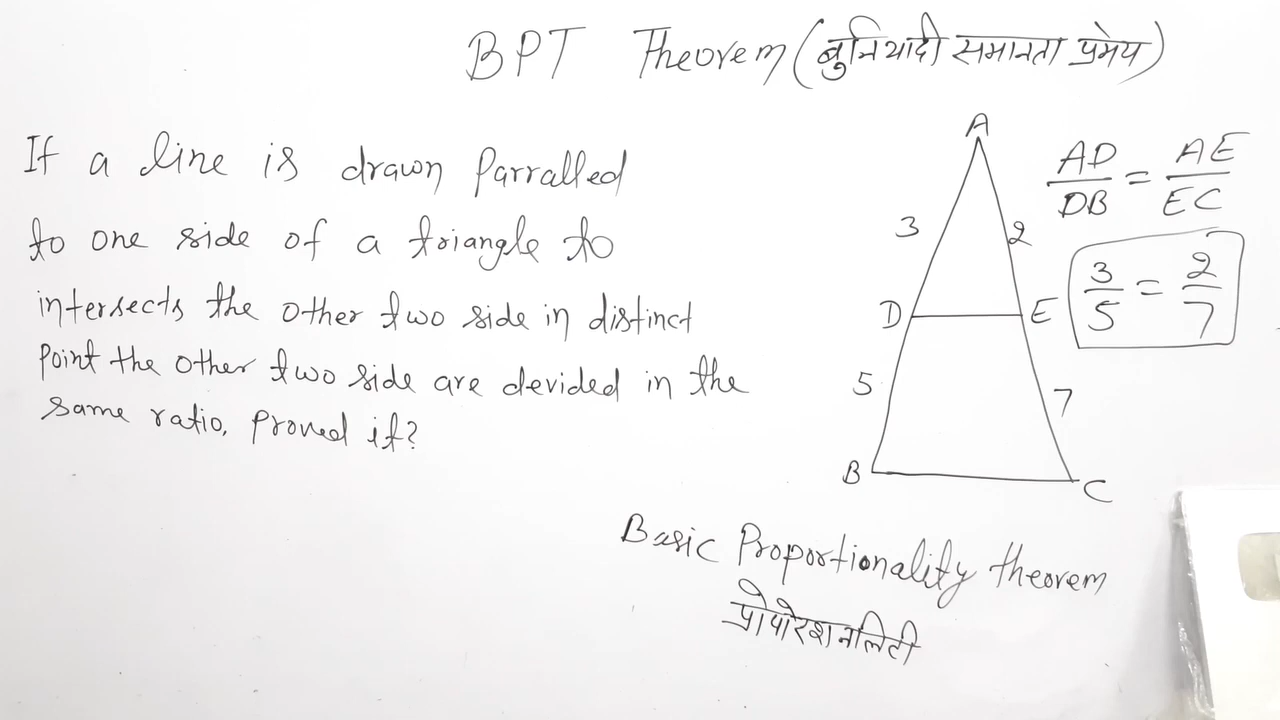 BPT Theorem (बुनियादी समानता प्रमेय)
If a line is drawn Parralled
to one side of a triangle to
intersects the other two side in distinct
Point the other two side are devided in the
same ratio, Proved it?
A
3
2
D
E
5
7
B
C
AD/DB = AE/EC
3/5 = 2/7
Basic Proportionality theorem
प्रोपोरेशनलिटी